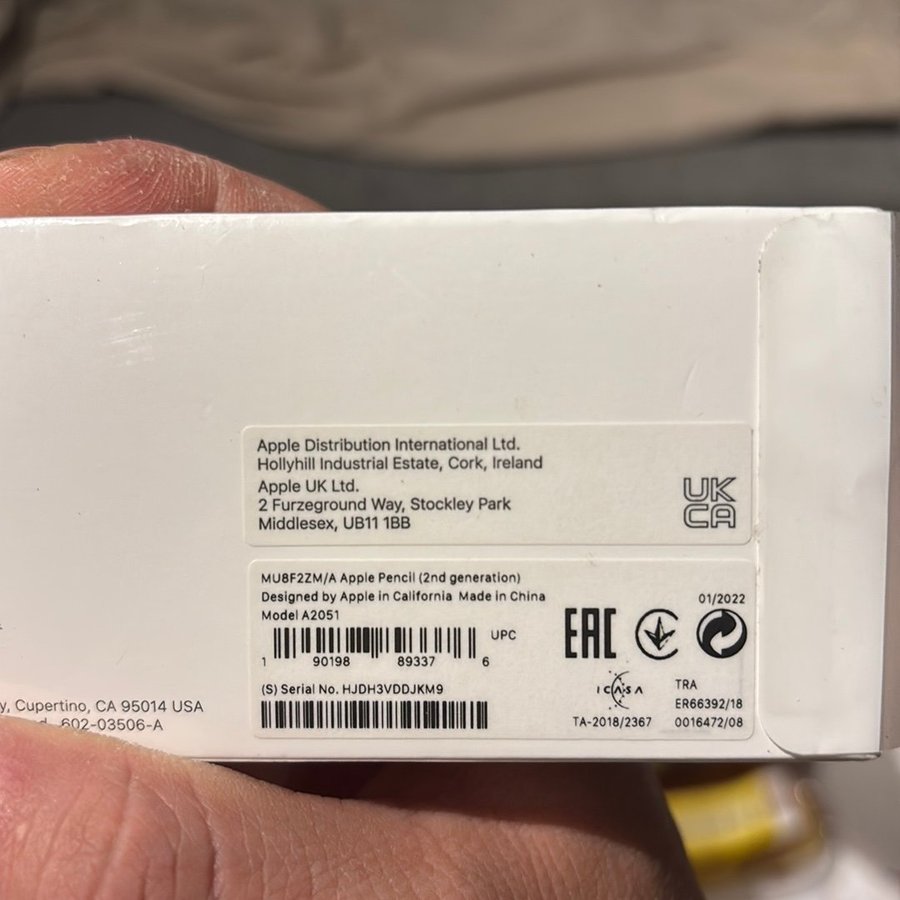 Apple Distribution International Ltd.
Hollyhill Industrial Estate, Cork, Ireland
Apple UK Ltd.
2 Furzeground Way, Stockley Park
Middlesex, UB11 1BB
UK
CA
MU8F2ZM/A Apple Pencil (2nd generation)
Designed by Apple in California Made in China
Model A2051
UPC
1 90198 89337 6
(S) Serial No. HJDH3VDDJKM9
EAC
01/2022
ICASA
TA-2018/2367
TRA
ER66392/18
0016472/08
y, Cupertino, CA 95014 USA
602-03506-A